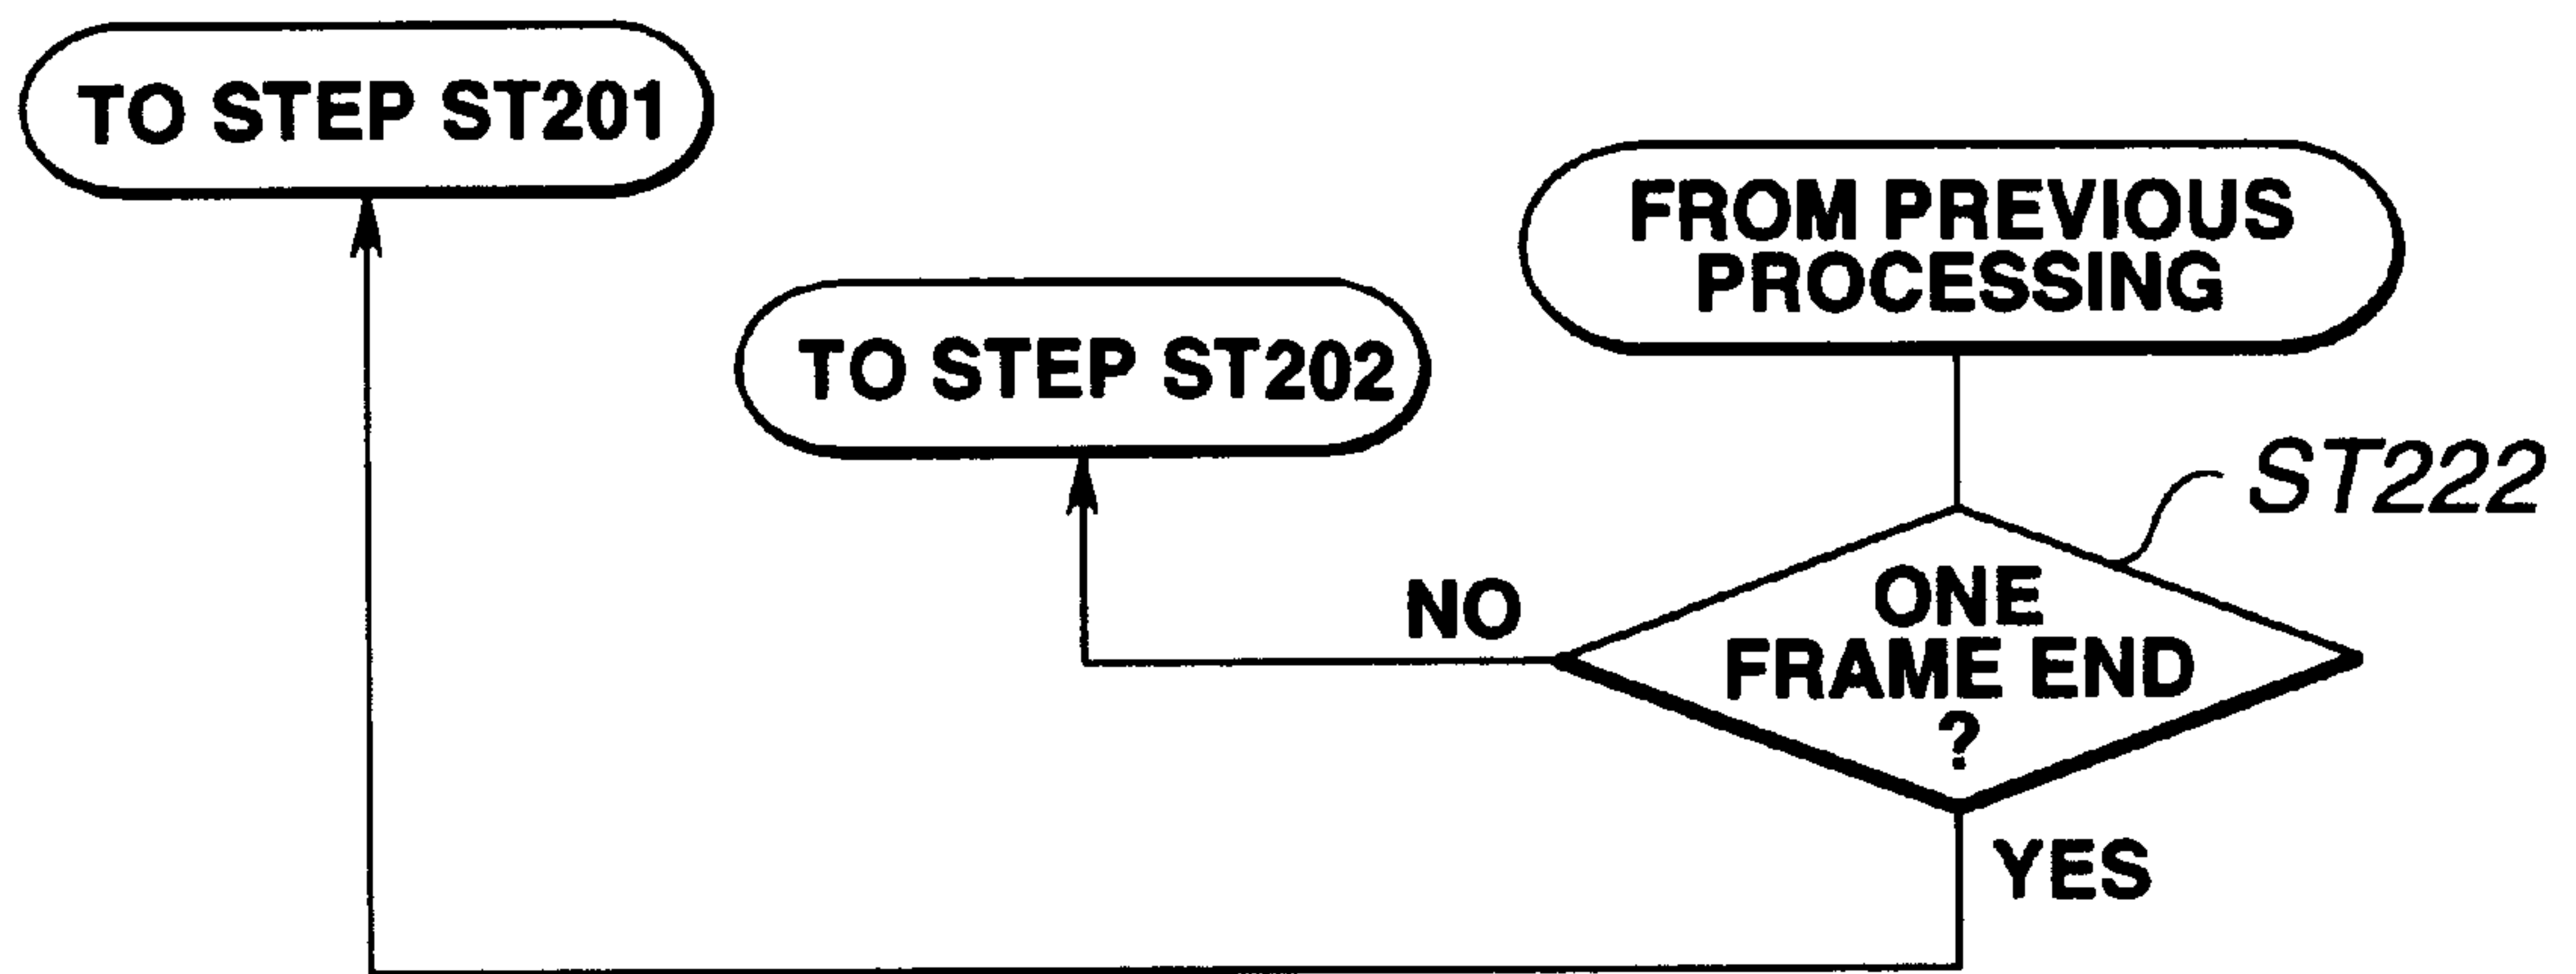 TO STEP ST201
FROM PREVIOUS
PROCESSING
TO STEP ST202
ST222
NO
ONE
FRAME END
?
YES